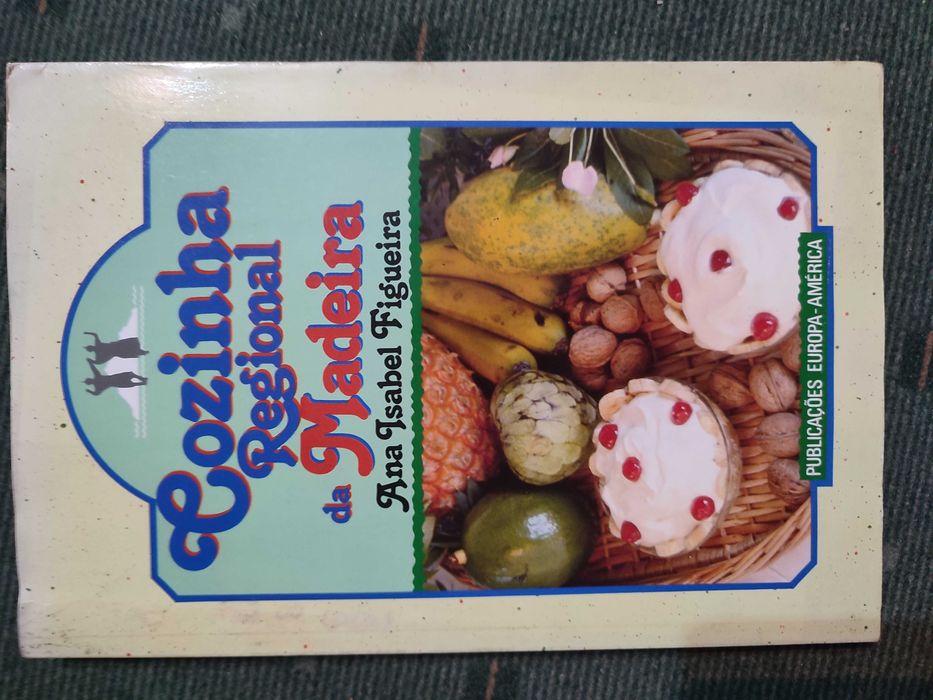 Cozinha
Regional
da Madeira
Ana Isabel Figueira
PUBLICAÇÕES EUROPA-AMÉRICA